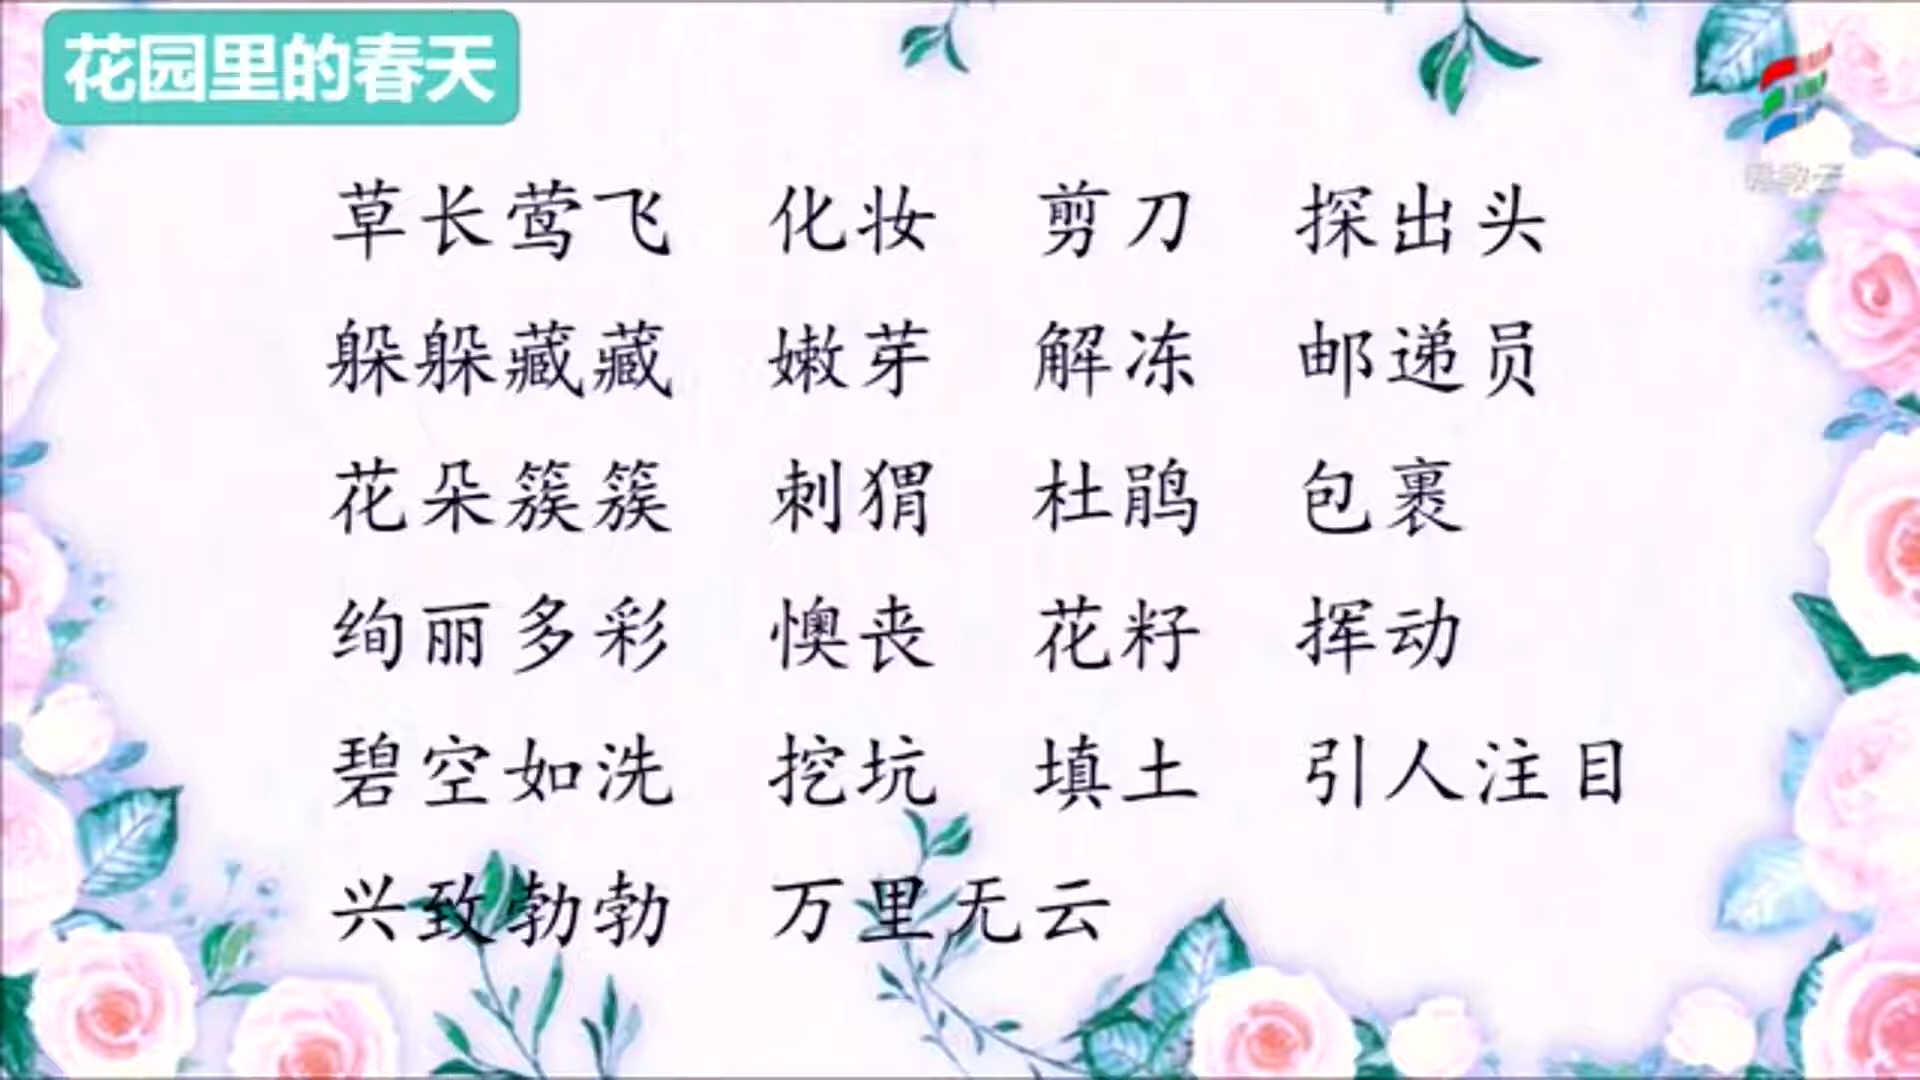 花园里的春天
草长莺飞 化妆 剪刀 探出头
躲躲藏藏 嫩芽 解冻 邮递员
花朵簇簇 刺猬 杜鹃 包裹
绚丽多彩 懊丧 花籽 挥动
碧空如洗 挖坑 填土 引人注目
兴致勃勃 万里无云